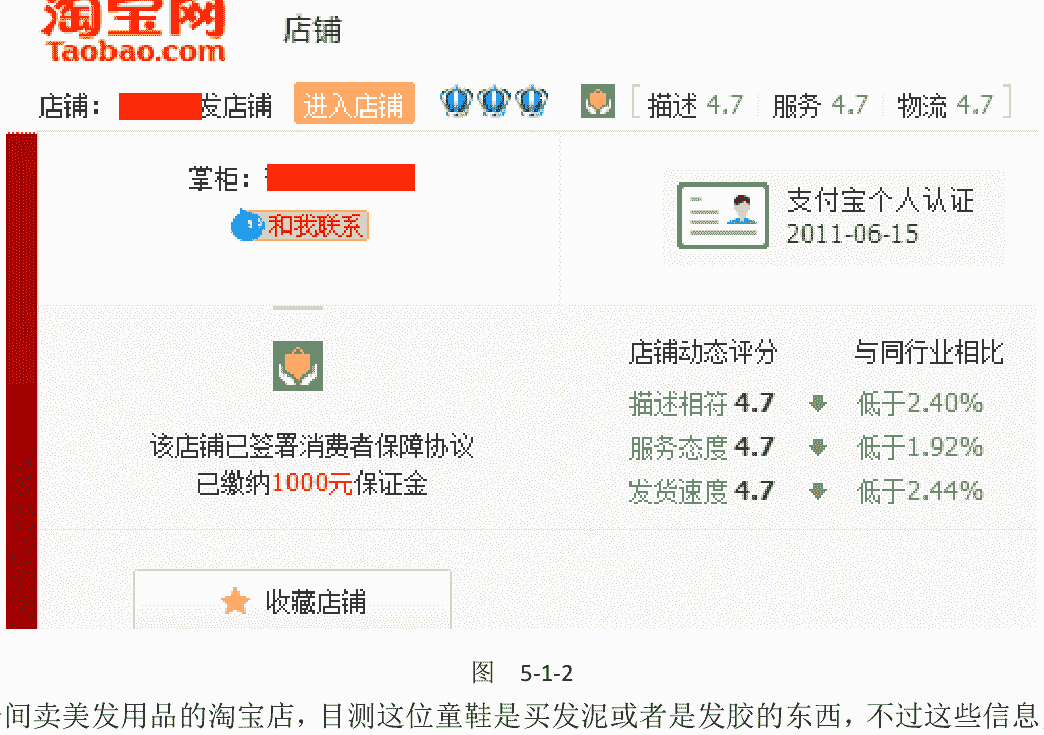 淘宝网
Taobao.com 店铺
店铺: 发店铺 进入店铺 描述 4.7 服务 4.7 物流 4.7
掌柜:
和我联系
支付宝个人认证
2011-06-15
该店铺已签署消费者保障协议
已缴纳1000元保证金
店铺动态评分 与同行业相比
描述相符 4.7 低于2.40%
服务态度 4.7 低于1.92%
发货速度 4.7 低于2.44%
收藏店铺
图 5-1-2
间卖美发用品的淘宝店，目测这位童鞋是买发泥或者是发胶的东西，不过这些信息